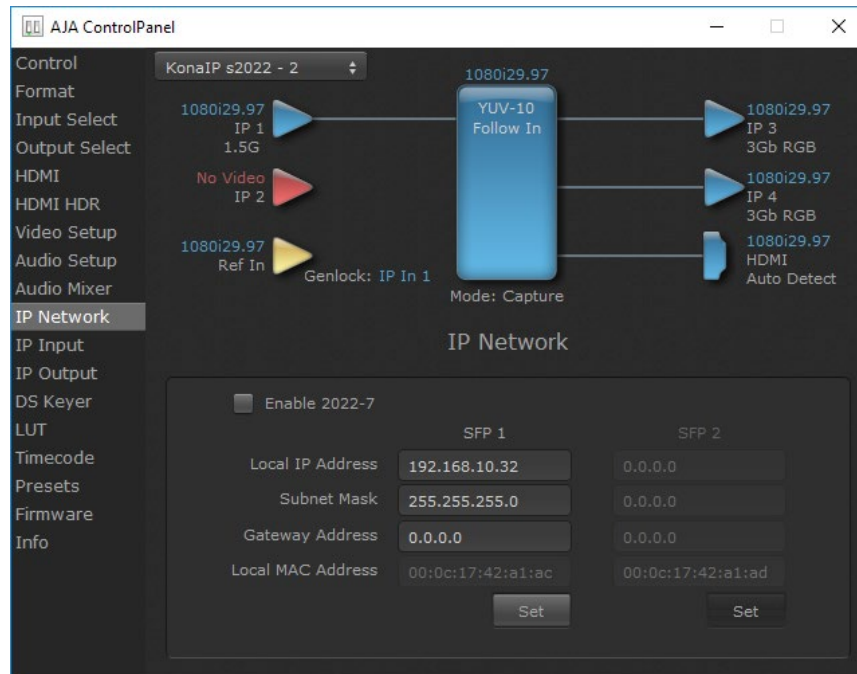 AJA ControlPanel
Control
Format
Input Select
Output Select
HDMI
HDMI HDR
Video Setup
Audio Setup
Audio Mixer
IP Network
IP Input
IP Output
DS Keyer
LUT
Timecode
Presets
Firmware
Info
KonaIP s2022 - 2
1080i29.97
IP 1
1.5G
No Video
IP 2
1080i29.97
Ref In
Genlock: IP In 1
1080i29.97
YUV-10
Follow In
Mode: Capture
1080i29.97
IP 3
3Gb RGB
1080i29.97
IP 4
3Gb RGB
1080i29.97
HDMI
Auto Detect
IP Network
Enable 2022-7
SFP 1 SFP 2
Local IP Address 192.168.10.32 0.0.0.0
Subnet Mask 255.255.255.0 0.0.0.0
Gateway Address 0.0.0.0 0.0.0.0
Local MAC Address 00:0c:17:42:a1:ac 00:0c:17:42:a1:ad
Set Set